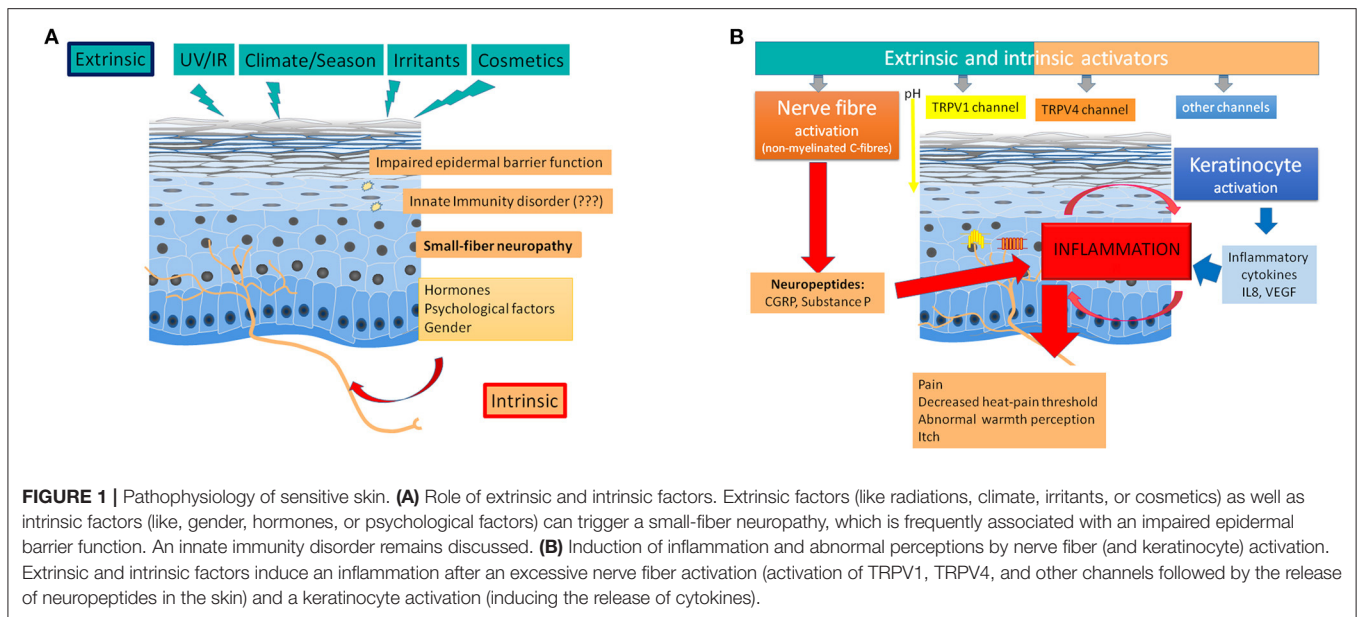 A
Extrinsic
UV/IR
Climate/Season
Irritants
Cosmetics
Impaired epidermal barrier function
Innate Immunity disorder (???)
Small-fiber neuropathy
Hormones
Psychological factors
Gender
Intrinsic
B
Extrinsic and intrinsic activators
Nerve fibre
activation
(non-myelinated C-fibres)
pH
TRPV1 channel
TRPV4 channel
other channels
Keratinocyte
activation
INFLAMMATION
Neuropeptides:
CGRP, Substance P
Inflammatory
cytokines
IL8, VEGF
Pain
Decreased heat-pain threshold
Abnormal warmth perception
Itch
FIGURE 1 | Pathophysiology of sensitive skin. (A) Role of extrinsic and intrinsic factors. Extrinsic factors (like radiations, climate, irritants, or cosmetics) as well as
intrinsic factors (like, gender, hormones, or psychological factors) can trigger a small-fiber neuropathy, which is frequently associated with an impaired epidermal
barrier function. An innate immunity disorder remains discussed. (B) Induction of inflammation and abnormal perceptions by nerve fiber (and keratinocyte) activation.
Extrinsic and intrinsic factors induce an inflammation after an excessive nerve fiber activation (activation of TRPV1, TRPV4, and other channels followed by the release
of neuropeptides in the skin) and a keratinocyte activation (inducing the release of cytokines).